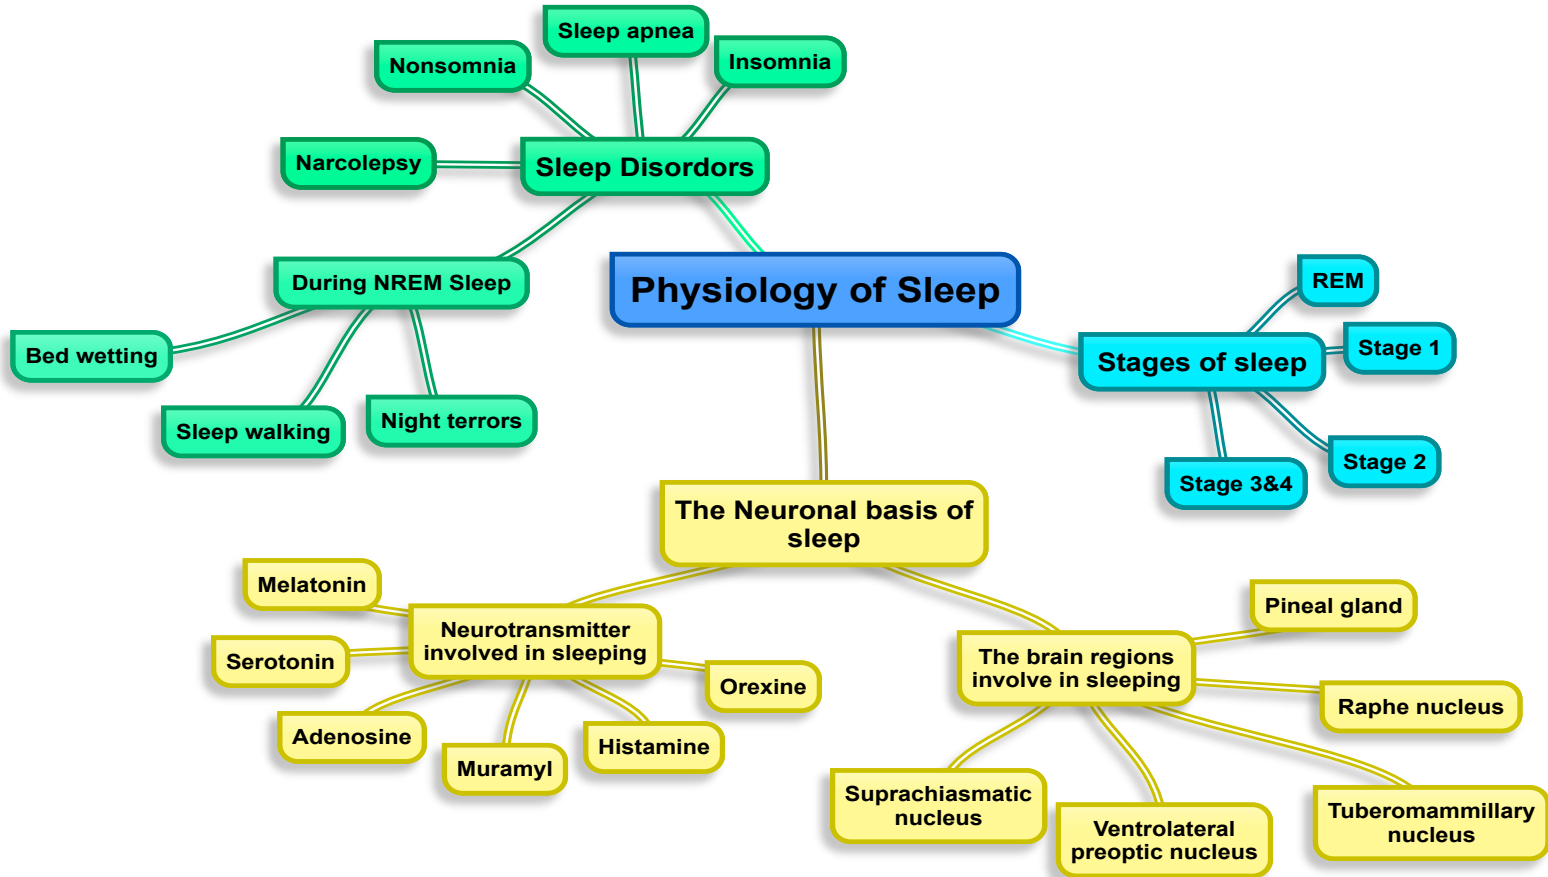 Sleep apnea
Nonsomnia
Insomnia
Narcolepsy
Sleep Disordors
During NREM Sleep
Bed wetting
Sleep walking
Night terrors
Physiology of Sleep
REM
Stage 1
Stages of sleep
Stage 2
Stage 3&4
The Neuronal basis of
sleep
Melatonin
Neurotransmitter
involved in sleeping
Serotonin
Orexine
Adenosine
Histamine
Muramyl
Pineal gland
The brain regions
involve in sleeping
Raphe nucleus
Suprachiasmatic
nucleus
Ventrolateral
preoptic nucleus
Tuberomammillary
nucleus